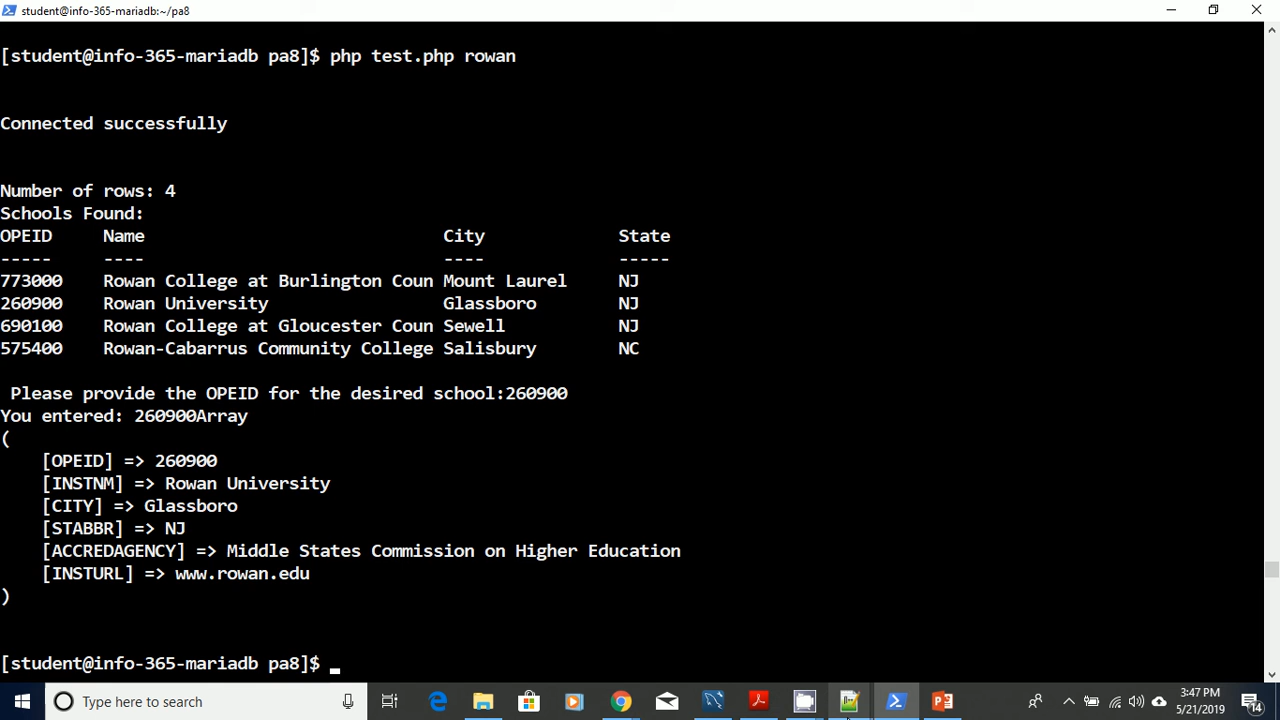 student@info-365-mariadb:~/pa8
[student@info-365-mariadb pa8]$ php test.php rowan
Connected successfully
Number of rows: 4
Schools Found:
OPEID     Name                             City             State
-----     ----                             ----             -----
773000    Rowan College at Burlington Coun Mount Laurel     NJ
260900    Rowan University                 Glassboro        NJ
690100    Rowan College at Gloucester Coun Sewell           NJ
575400    Rowan-Cabarrus Community College Salisbury        NC
 Please provide the OPEID for the desired school:260900
You entered: 260900Array
(
    [OPEID] => 260900
    [INSTNM] => Rowan University
    [CITY] => Glassboro
    [STABBR] => NJ
    [ACCREDAGENCY] => Middle States Commission on Higher Education
    [INSTURL] => www.rowan.edu
)
[student@info-365-mariadb pa8]$ _
Type here to search
3:47 PM
5/21/2019
14